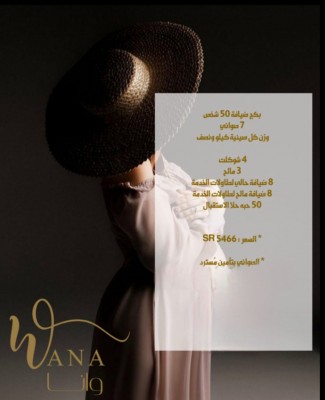 بكج ضيافة 50 شخص
7 صواني
وزن كل صينية كيلو ونصف
4 شوكلت
3 مالح
8 ضيافة حالي لطاولات الخدمة
8 ضيافة مالح لطاولات الخدمة
50 حبه حلا الاستقبال
* السعر : 5466 SR
* الصواني بتأمين مسترد
WANA
وانا